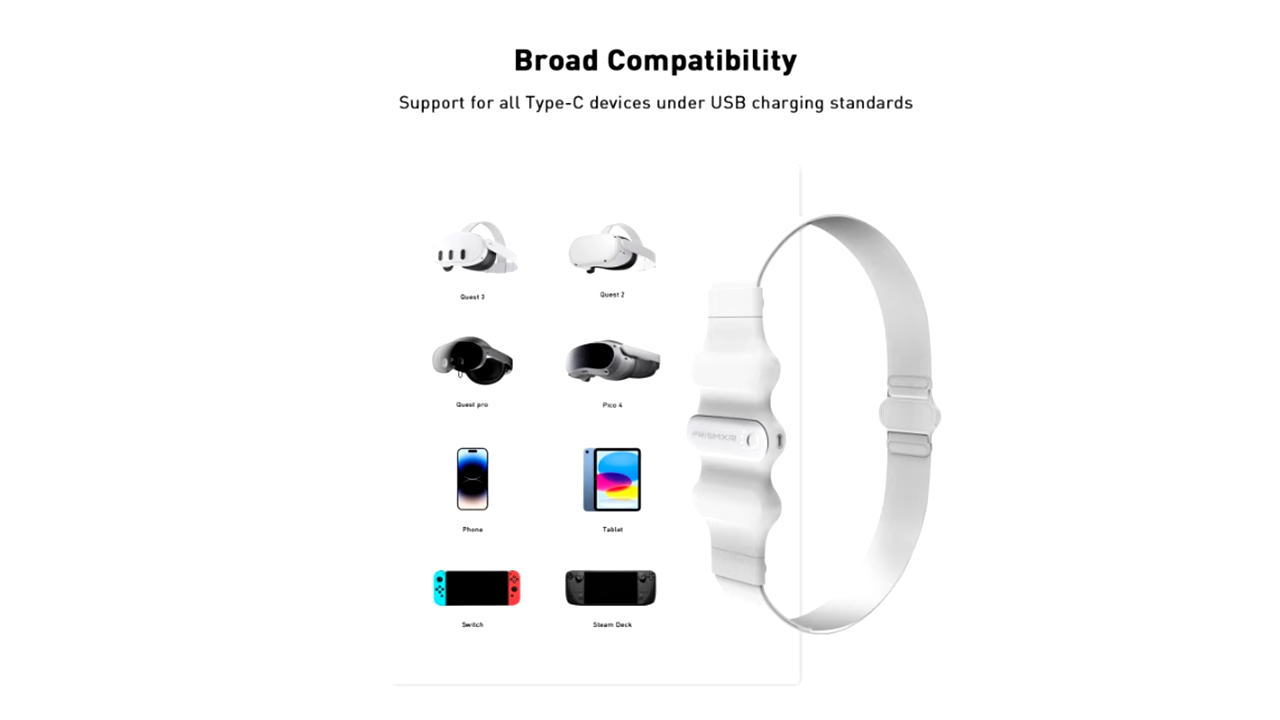 Broad Compatibility
Support for all Type-C devices under USB charging standards
Quest 3
Quest 2
Quest pro
Pico 4
PRISMXR
Phone
Tablet
Switch
Steam Deck